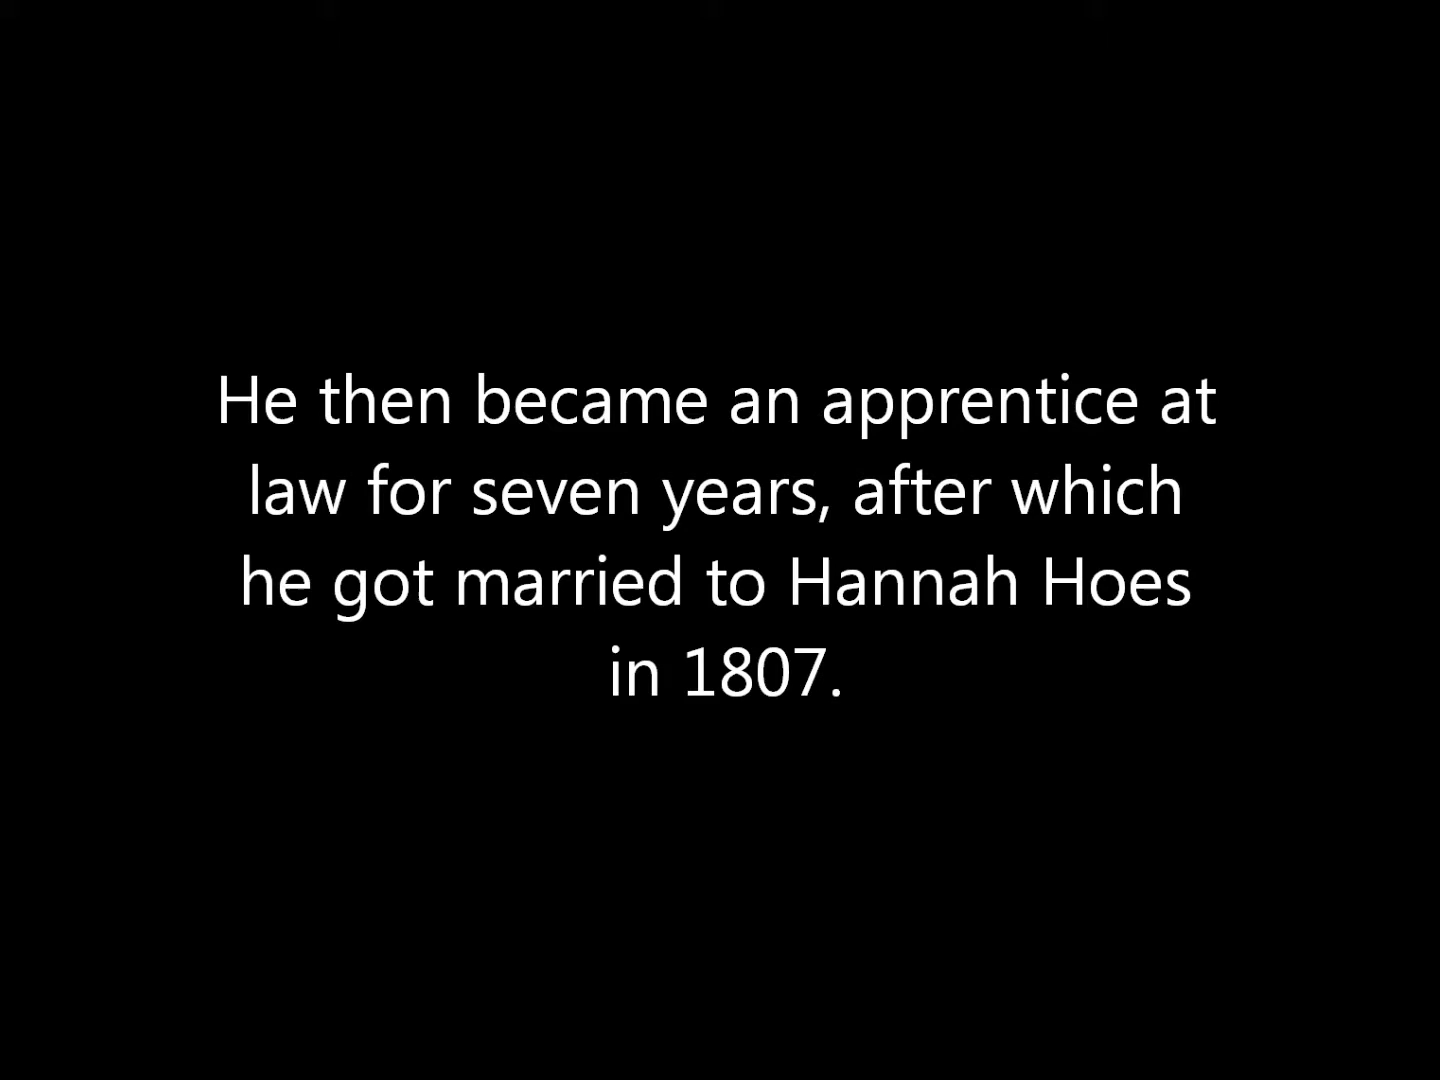 He then became an apprentice at
law for seven years, after which
he got married to Hannah Hoes
in 1807.